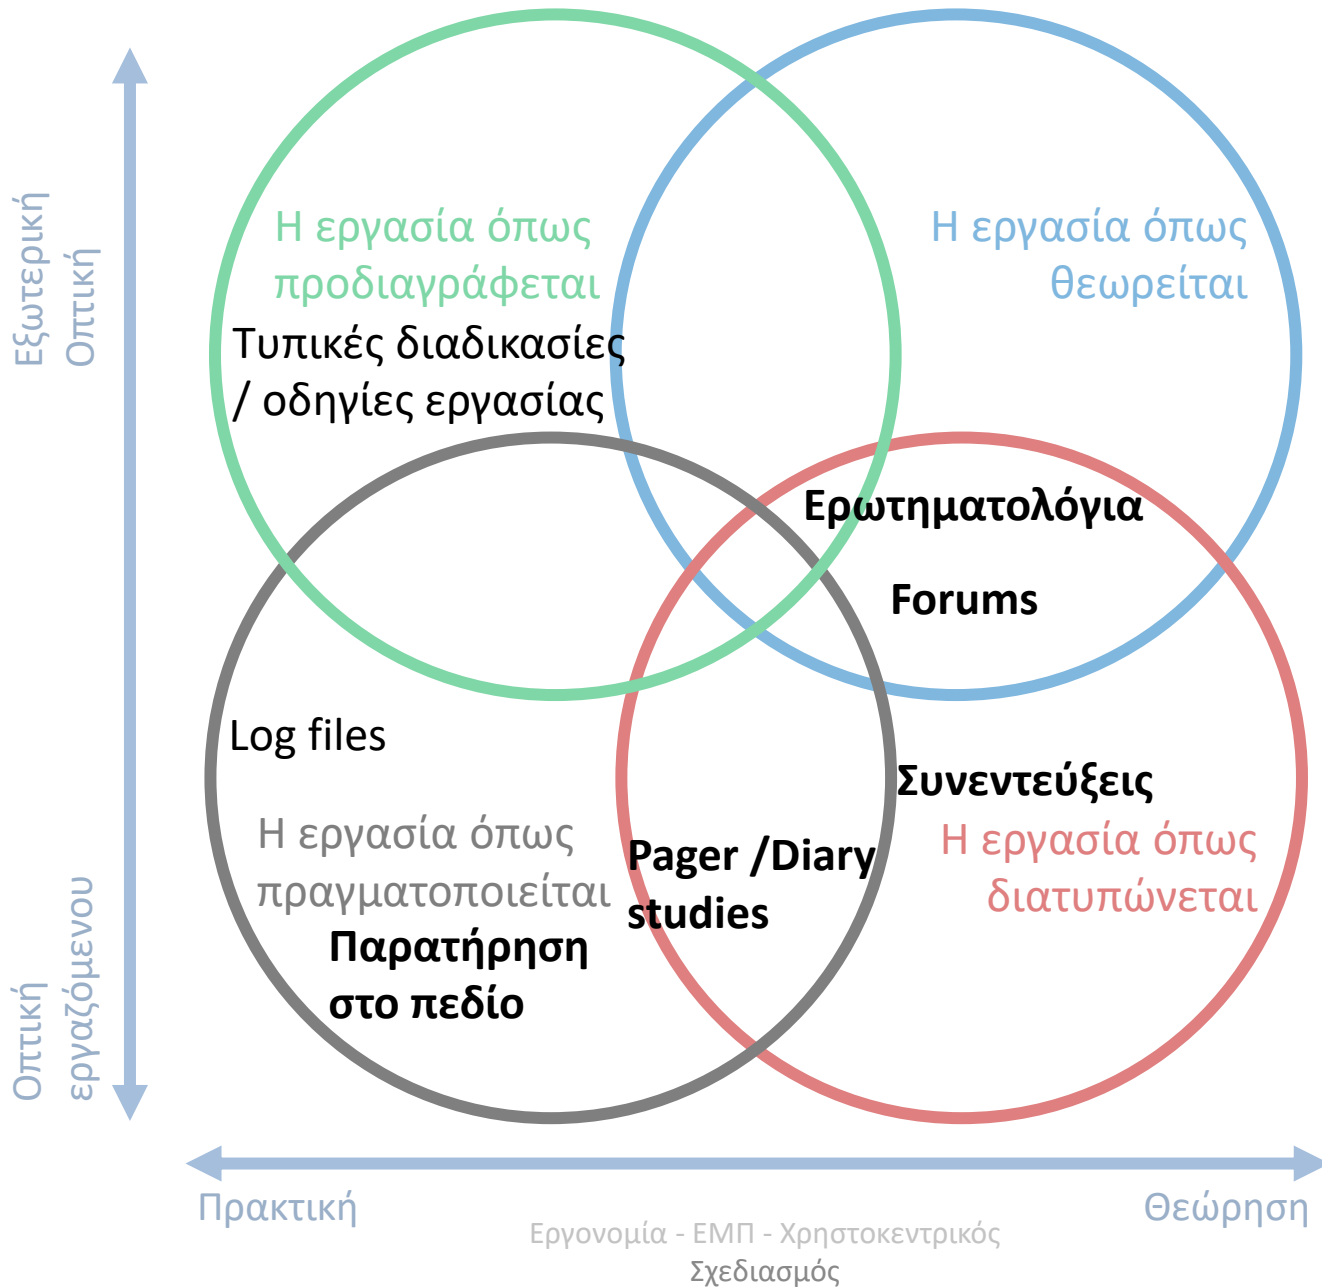 Εξωτερική
Οπτική
Η εργασία όπως
προδιαγράφεται
Τυπικές διαδικασίες
/ οδηγίες εργασίας
Η εργασία όπως
θεωρείται
Ερωτηματολόγια
Forums
Log files
Η εργασία όπως
πραγματοποιείται
Παρατήρηση
στο πεδίο
Pager /Diary
studies
Συνεντεύξεις
Η εργασία όπως
διατυπώνεται
Οπτική
εργαζόμενου
Πρακτική
Θεώρηση
Εργονομία - ΕΜΠ - Χρηστοκεντρικός
Σχεδιασμός